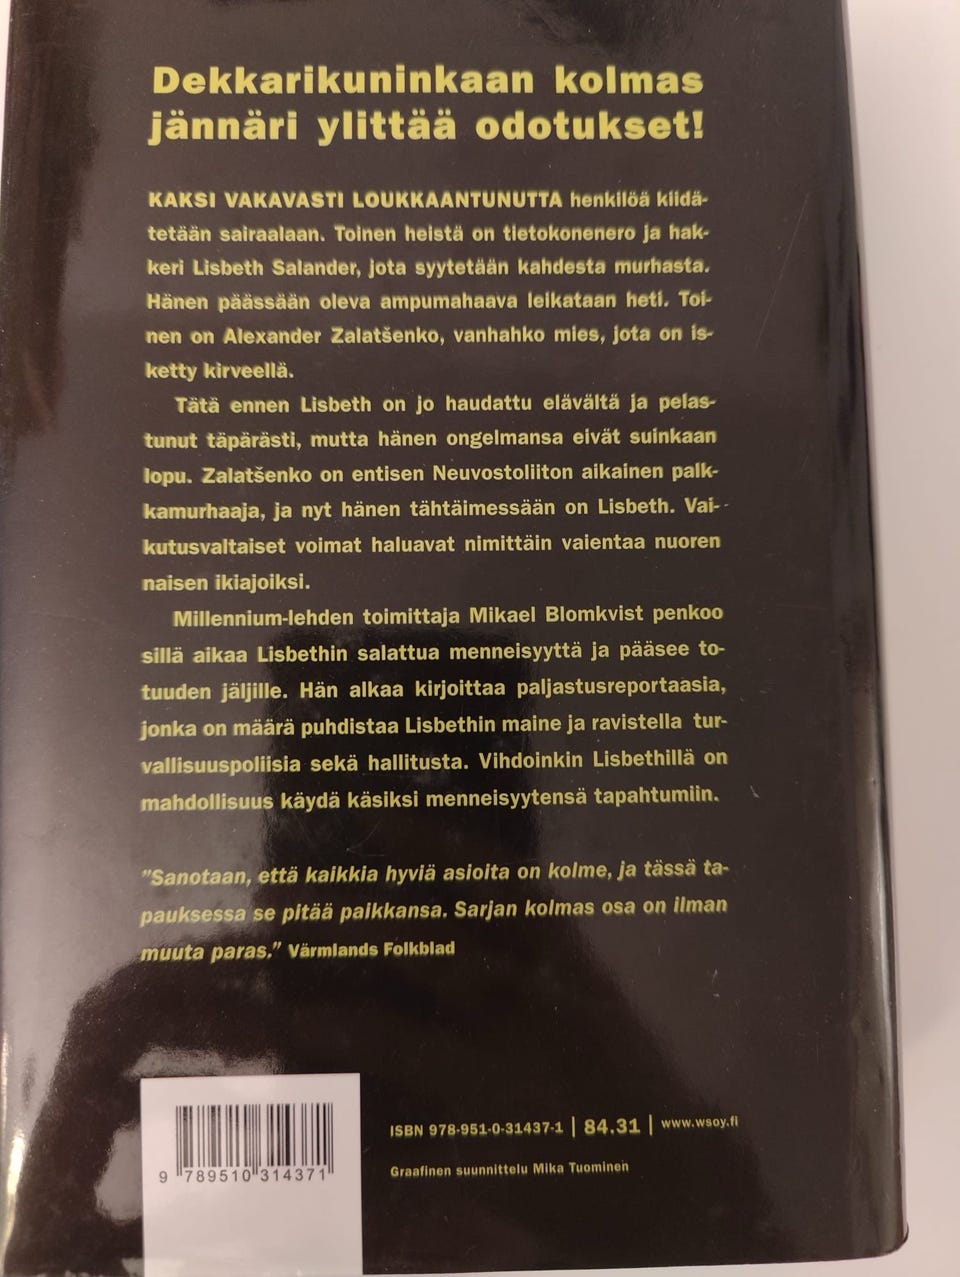 Dekkarikuninkaan kolmas
jännäri ylittää odotukset!
KAKSI VAKAVASTI LOUKKAANTUNUTTA henkilöä kiidä-
tetään sairaalaan. Toinen heistä on tietokonenero ja hak-
keri Lisbeth Salander, jota syytetään kahdesta murhasta.
Hänen päässään oleva ampumahaava leikataan heti. Toi-
nen on Alexander Zalatšenko, vanhahko mies, jota on is-
ketty kirveellä.
Tätä ennen Lisbeth on jo haudattu elävältä ja pelas-
tunut täpärästi, mutta hänen ongelmansa eivät suinkaan
lopu. Zalatšenko on entisen Neuvostoliiton aikainen palk-
kamurhaaja, ja nyt hänen tähtäimessään on Lisbeth. Vai-
kutusvaltaiset voimat haluavat nimittäin vaientaa nuoren
naisen ikiajoiksi.
Millennium-lehden toimittaja Mikael Blomkvist penkoo
sillä aikaa Lisbethin salattua menneisyyttä ja pääsee to-
tuuden jäljille. Hän alkaa kirjoittaa paljastusreportaasia,
jonka on määrä puhdistaa Lisbethin maine ja ravistella tur-
vallisuuspoliisia sekä hallitusta. Vihdoinkin Lisbethillä on
mahdollisuus käydä käsiksi menneisyytensä tapahtumiin.
"Sanotaan, että kaikkia hyviä asioita on kolme, ja tässä ta-
pauksessa se pitää paikkansa. Sarjan kolmas osa on ilman
muuta paras." Värmlands Folkblad
ISBN 978-951-0-31437-1 | 84.31 | www.wsoy.fi
Graafinen suunnittelu Mika Tuominen
9 789510 314371